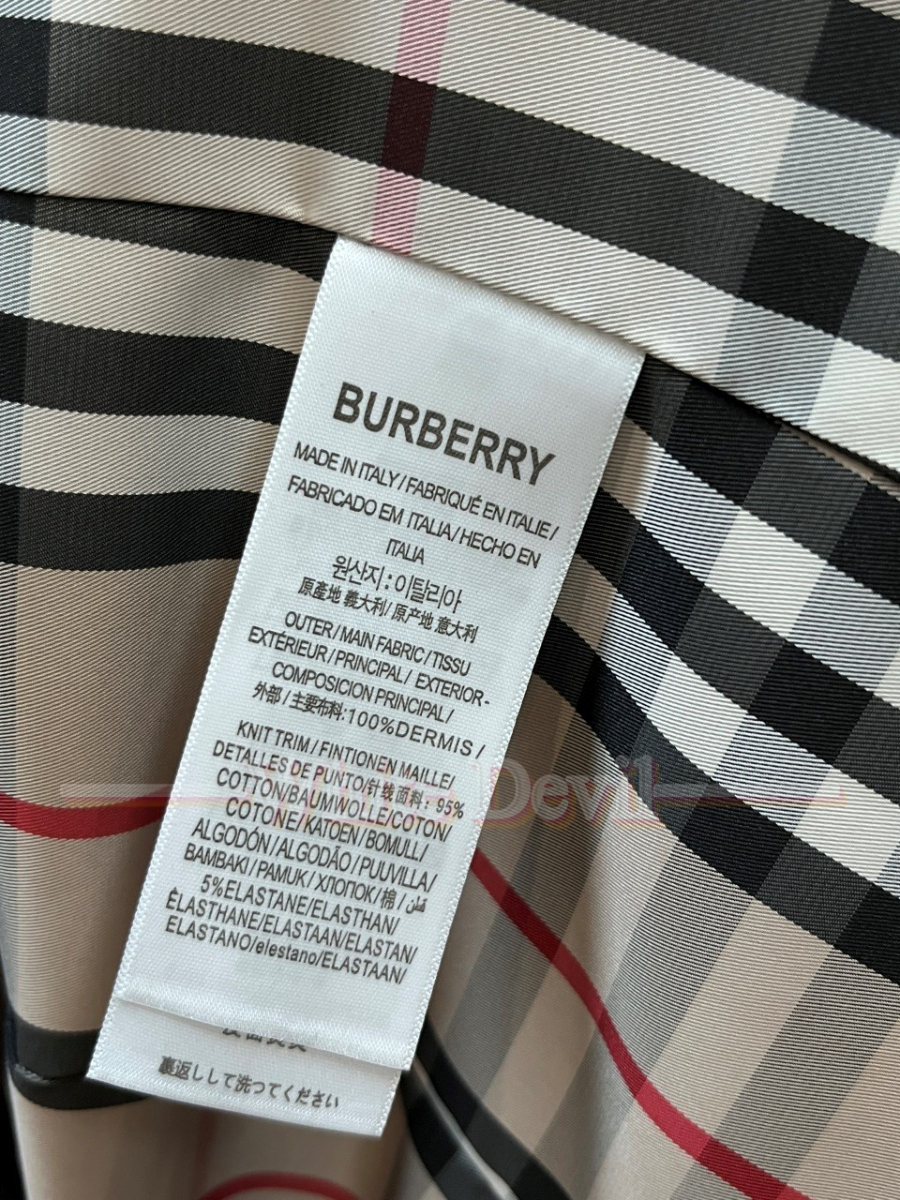 BURBERRY
MADE IN ITALY / FABRIQUÉ EN ITALIE /
FABRICADO EM ITALIA / HECHO EN
ITALIA
원산지 : 이탈리아
原產地 義大利 / 原产地 意大利
OUTER / MAIN FABRIC / TISSU
EXTÉRIEUR / PRINCIPAL / EXTERIOR-
COMPOSICION PRINCIPAL /
外部 / 主要布料:100%DERMIS /
KNIT TRIM / FINTIONEN MAILLE/
DETALLES DE PUNTO/针线面料: 95%
COTTON/BAUMWOLLE/COTON/
COTONE/KATOEN/BOMULL/
ALGODÓN/ALGODÃO/PUUVILLA/
BAMBAKI/PAMUK/ХЛОПОК/棉/
5%ELASTANE/ELASTHAN/
ÉLASTHANE/ELASTAAN/ELASTAN/
ELASTANO/elestano/ELASTAAN/
裏返しして洗ってください
Devil